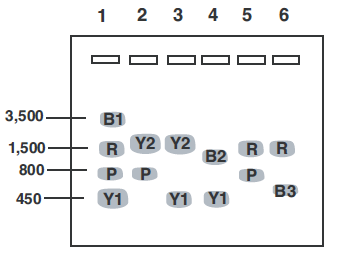 1 2 3 4 5 6
3,500 B1
1,500 R Y2 Y2 B2 R R
800 P P P
450 Y1 Y1 Y1 B3